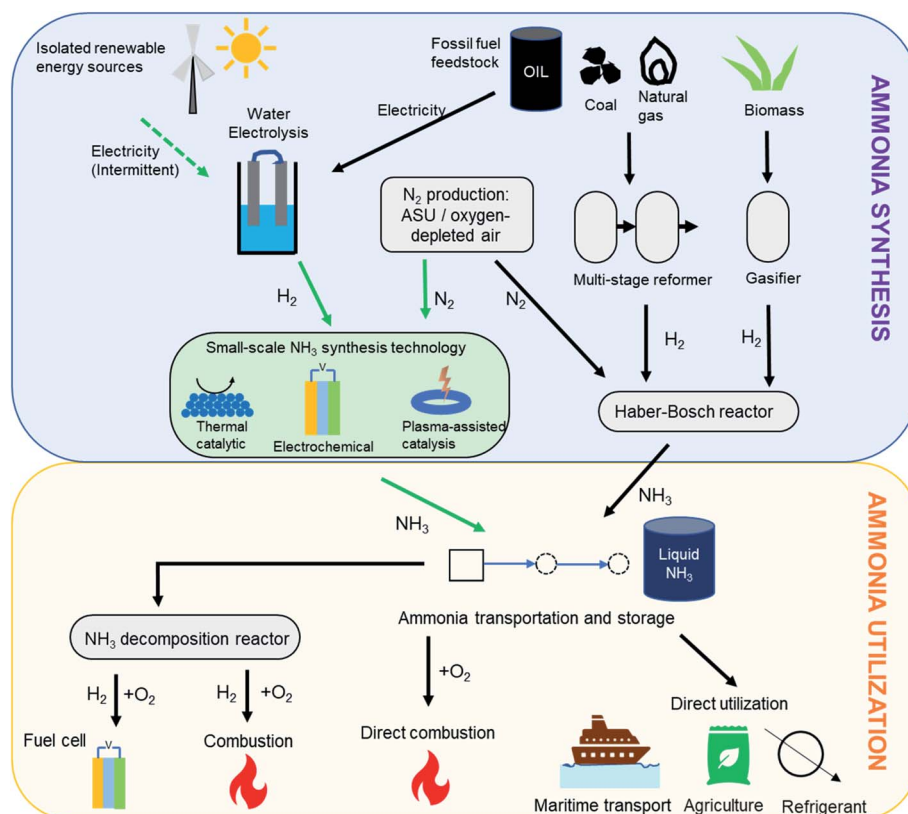 Isolated renewable
energy sources
Fossil fuel
feedstock
OIL
Coal
Natural
gas
Biomass
Water
Electrolysis
Electricity
Electricity
(Intermittent)
N₂ production:
ASU / oxygen-
depleted air
Multi-stage reformer
Gasifier
H₂
N₂
N₂
H₂
H₂
Small-scale NH₃ synthesis technology
V
Thermal
catalytic
Electrochemical
Plasma-assisted
catalysis
Haber-Bosch reactor
AMMONIA SYNTHESIS
NH₃
NH₃
Liquid
NH₃
Ammonia transportation and storage
NH₃ decomposition reactor
H₂
+O₂
H₂
+O₂
+O₂
Fuel cell
V
Combustion
Direct combustion
Direct utilization
Maritime transport
Agriculture
Refrigerant
AMMONIA UTILIZATION